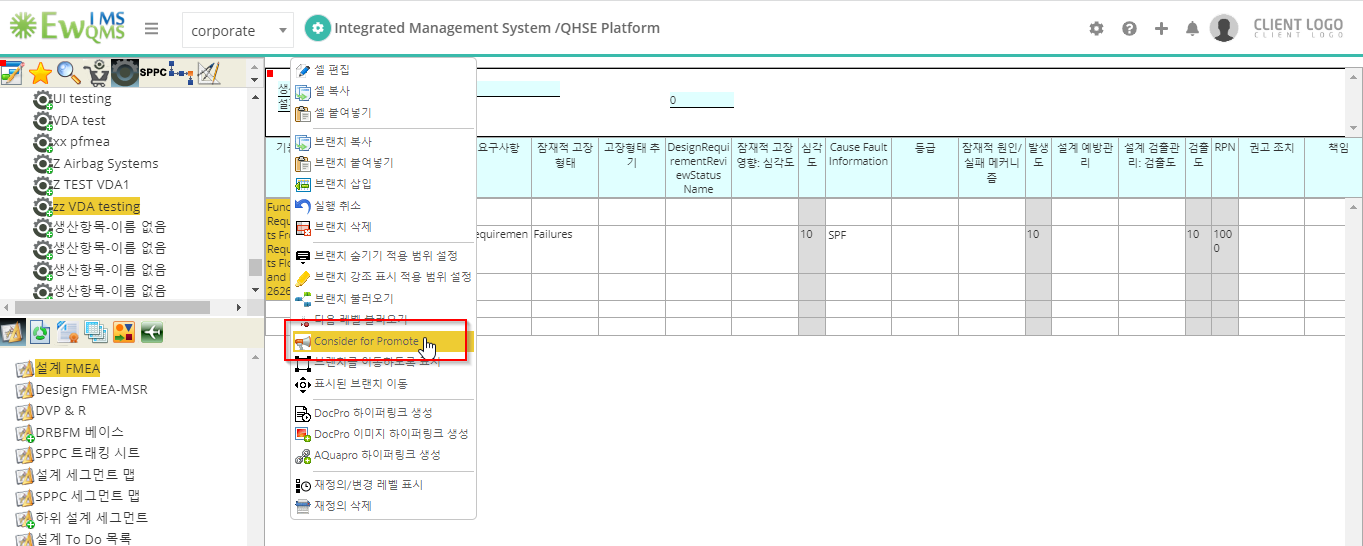 EwQMS IMS
corporate
Integrated Management System /QHSE Platform
CLIENT LOGO
CLIENT LOGO
SPPC
UI testing
VDA test
xx pfmea
Z Airbag Systems
Z TEST VDA1
zz VDA testing
생산항목-이름 없음
생산항목-이름 없음
생산항목-이름 없음
생산항목-이름 없음
설계 FMEA
Design FMEA-MSR
DVP & R
DRBFM 베이스
SPPC 트래킹 시트
설계 세그먼트 맵
SPPC 세그먼트 맵
하위 설계 세그먼트
설계 To Do 목록
셀 편집
셀 복사
셀 붙여넣기
브랜치 복사
브랜치 붙여넣기
브랜치 삽입
실행 취소
브랜치 삭제
브랜치 숨기기 적용 범위 설정
브랜치 강조 표시 적용 범위 설정
브랜치 불러오기
다음 레벨 불러오기
Consider for Promote
브랜치를 이동하도록 표시
표시된 브랜치 이동
DocPro 하이퍼링크 생성
DocPro 이미지 하이퍼링크 생성
AQuapro 하이퍼링크 생성
재정의/변경 레벨 표시
재정의 삭제
0
요구사항
잠재적 고장 형태
고장형태 추기
DesignRequirementReviewStatus Name
잠재적 고장 영향: 심각도
심각도
Cause Fault Information
등급
잠재적 원인/실패 메커니즘
발생도
설계 예방관리
설계 검출관리: 검출도
검출도
RPN
권고 조치
책임
Func
Requ
ts Fro
Requ
ts Flo
and
2626
equiremen
Failures
10
SPF
10
10
1000